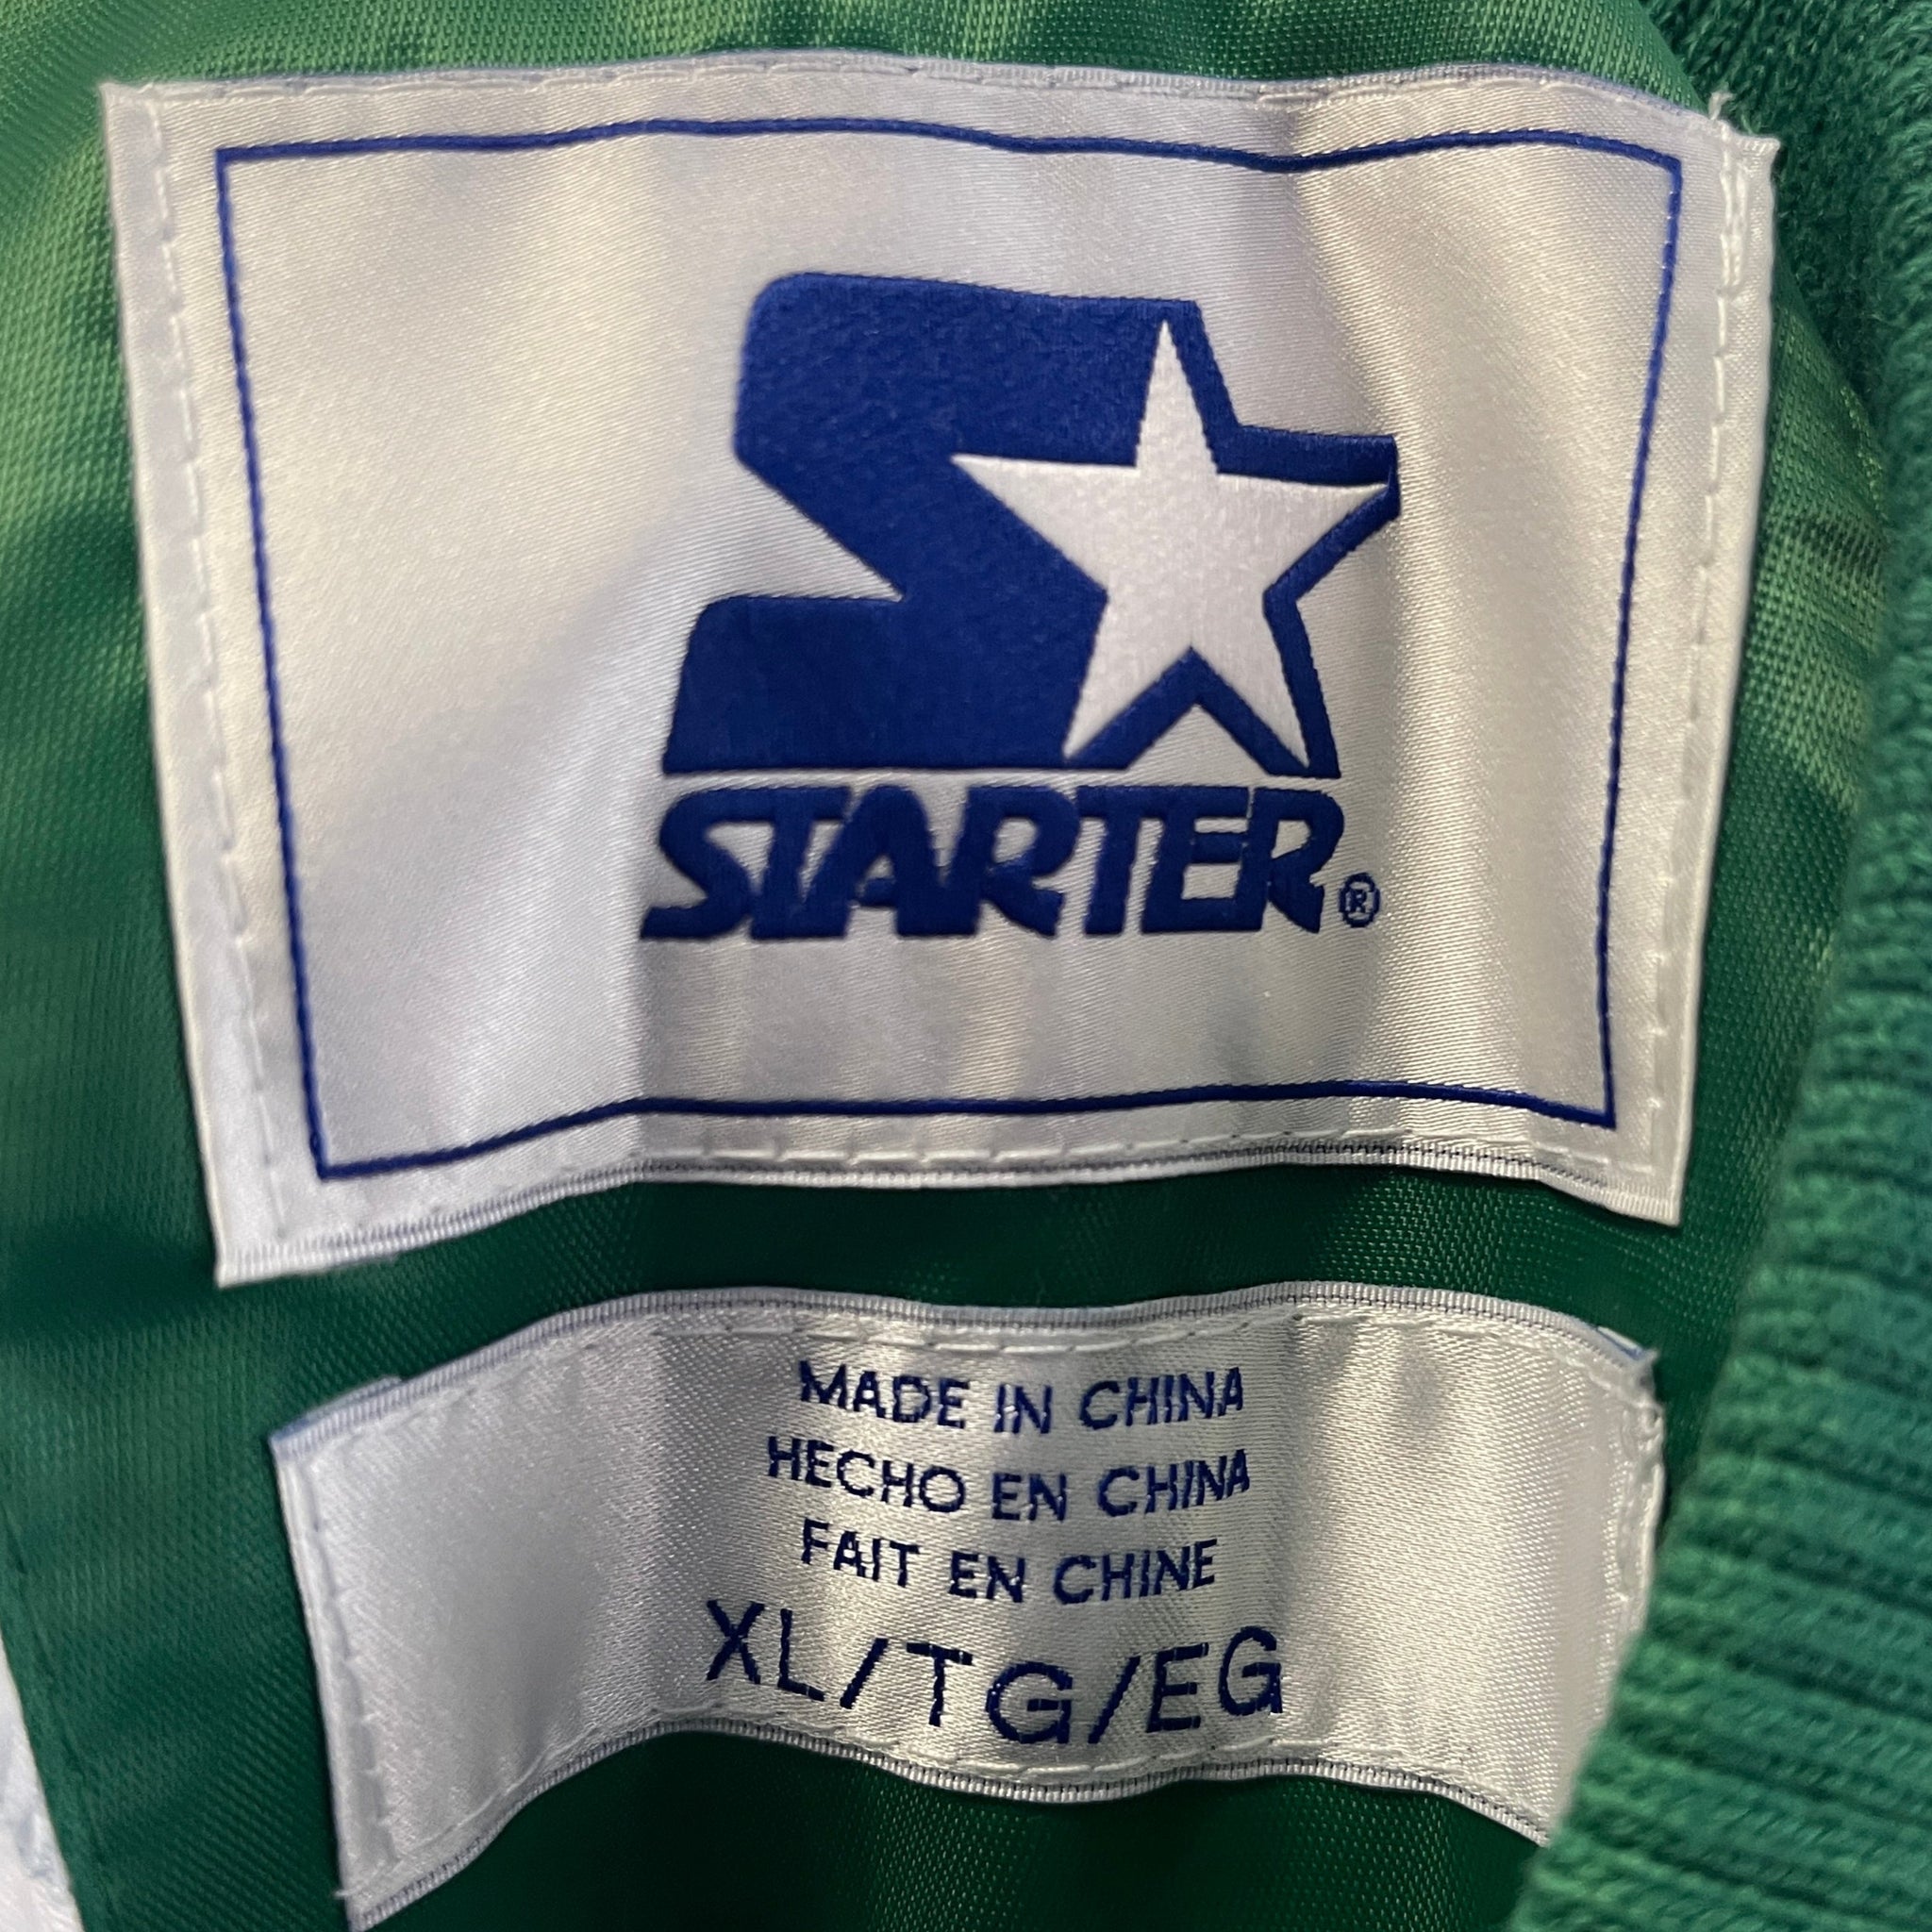 STARTER®
MADE IN CHINA
HECHO EN CHINA
FAIT EN CHINE
XL/TG/EG